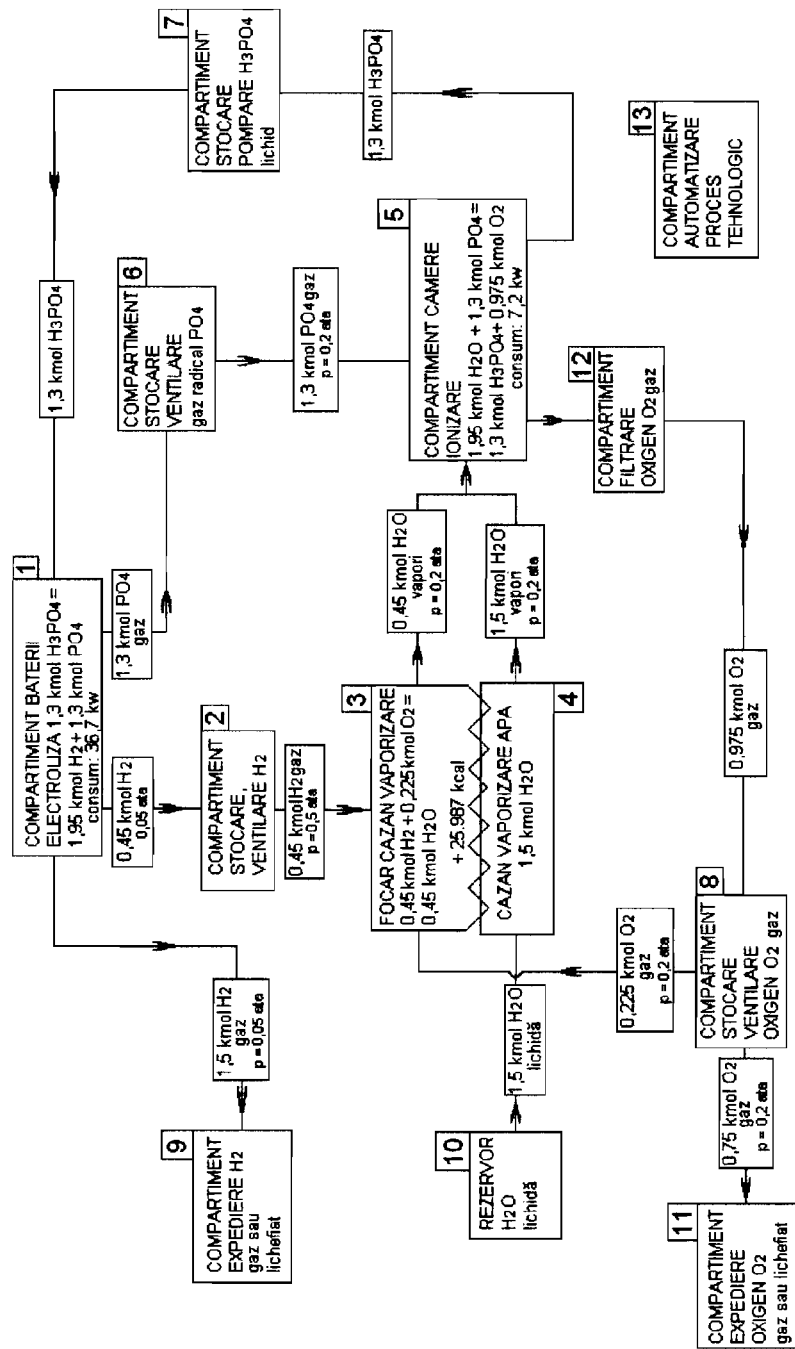 1
COMPARTIMENT BATERII
ELECTROLIZA 1,3 kmol H3PO4=
1,95 kmol H2+1,3 kmol PO4
consum: 36,7 kw
1,3 kmol H3PO4
7
COMPARTIMENT
STOCARE
POMPARE H3PO4
lichid
1,3 kmol H3PO4
1,5 kmol H2
gaz
p=0,05 ata
9
COMPARTIMENT
EXPEDIERE H2
gaz sau
lichefiat
0,45 kmol H2
0,05 ata
1,3 kmol PO4
gaz
2
COMPARTIMENT
STOCARE,
VENTILARE H2
6
COMPARTIMENT
STOCARE
VENTILARE
gaz radical PO4
0,45 kmol H2 gaz
p=0,5 ata
1,3 kmol PO4 gaz
p = 0,2 ata
3
FOCAR CAZAN VAPORIZARE
0,45 kmol H2 + 0,225 kmol O2=
0,45 kmol H2O
+ 25.987 kcal
CAZAN VAPORIZARE APA
1,5 kmol H2O
4
0,45 kmol H2O
vapori
p = 0,2 ata
1,5 kmol H2O
vapori
p = 0,2 ata
5
COMPARTIMENT CAMERE
IONIZARE
1,95 kmol H2O + 1,3 kmol PO4=
1,3 kmol H3PO4+ 0,975 kmol O2
consum: 7,2 kw
10
REZERVOR
H2O
lichidă
1,5 kmol H2O
lichidă
0,225 kmol O2
gaz
p = 0,2 ata
12
COMPARTIMENT
FILTRARE
OXIGEN O2 gaz
13
COMPARTIMENT
AUTOMATIZARE
PROCES
TEHNOLOGIC
8
COMPARTIMENT
STOCARE
VENTILARE
OXIGEN O2 gaz
0,975 kmol O2
gaz
0,75 kmol O2
gaz
p = 0,2 ata
11
COMPARTIMENT
EXPEDIERE
OXIGEN O2
gaz sau lichefiat